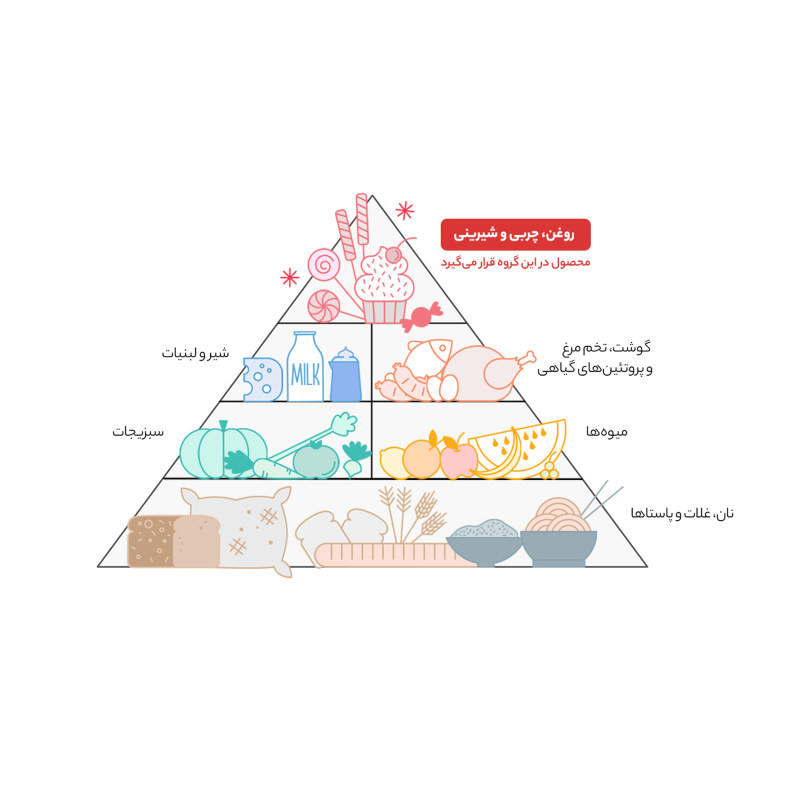 روغن، چربی و شیرینی
محصول در این گروه قرار می‌گیرد
گوشت، تخم مرغ
و پروتئین‌های گیاهی
شیر و لبنیات
MILK
میوه‌ها
سبزیجات
نان، غلات و پاستاها